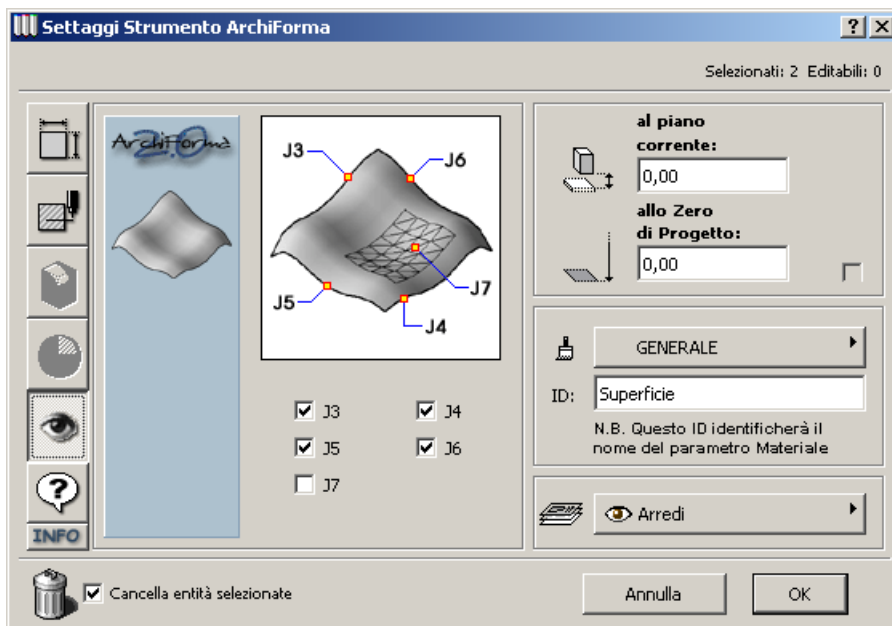 Settaggi Strumento ArchiForma
Selezionati: 2 Editabili: 0
ArchiForma
2.0
J3
J6
J7
J5
J4
J3
J4
J5
J6
J7
al piano
corrente:
0,00
allo Zero
di Progetto:
0,00
GENERALE
ID:
Superficie
N.B. Questo ID identificherà il
nome del parametro Materiale
Arredi
INFO
Cancella entità selezionate
Annulla
OK